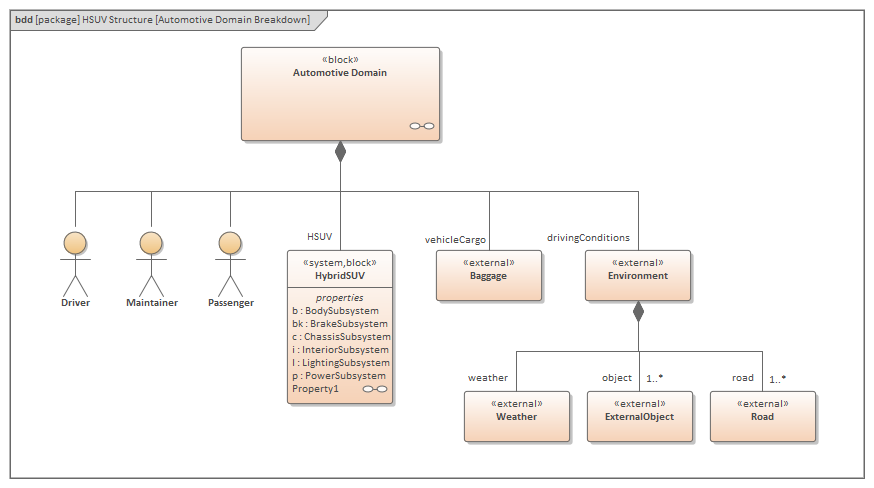 bdd [package] HSUV Structure [Automotive Domain Breakdown]
«block»
Automotive Domain
HSUV
vehicleCargo
drivingConditions
Driver
Maintainer
Passenger
«system,block»
HybridSUV
properties
b : BodySubsystem
bk : BrakeSubsystem
c : ChassisSubsystem
i : InteriorSubsystem
l : LightingSubsystem
p : PowerSubsystem
Property1
«external»
Baggage
«external»
Environment
weather
object
1..*
road
1..*
«external»
Weather
«external»
ExternalObject
«external»
Road